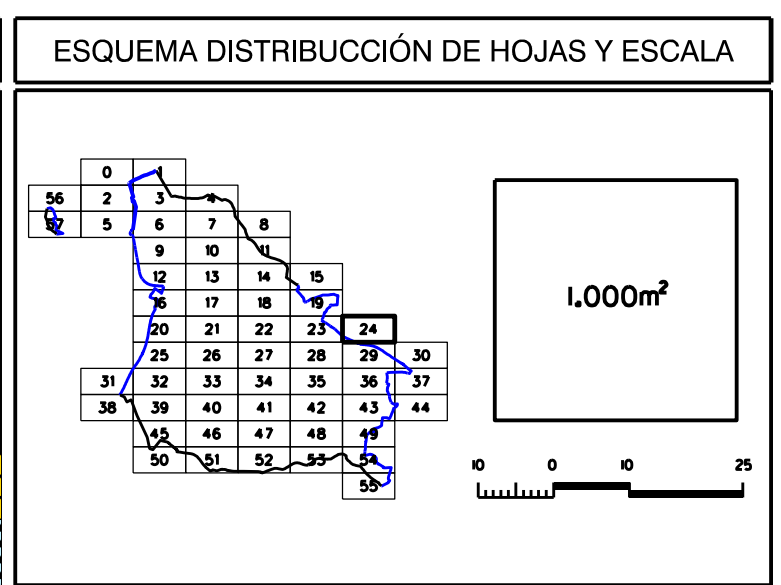 ESQUEMA DISTRIBUCCIÓN DE HOJAS Y ESCALA
0 1
56 2 3 4
57 5 6 7 8
9 10 11
12 13 14 15
16 17 18 19
20 21 22 23 24
25 26 27 28 29 30
31 32 33 34 35 36 37
38 39 40 41 42 43 44
45 46 47 48 49
50 51 52 53 54
55
1.000m²
10 0 10 25